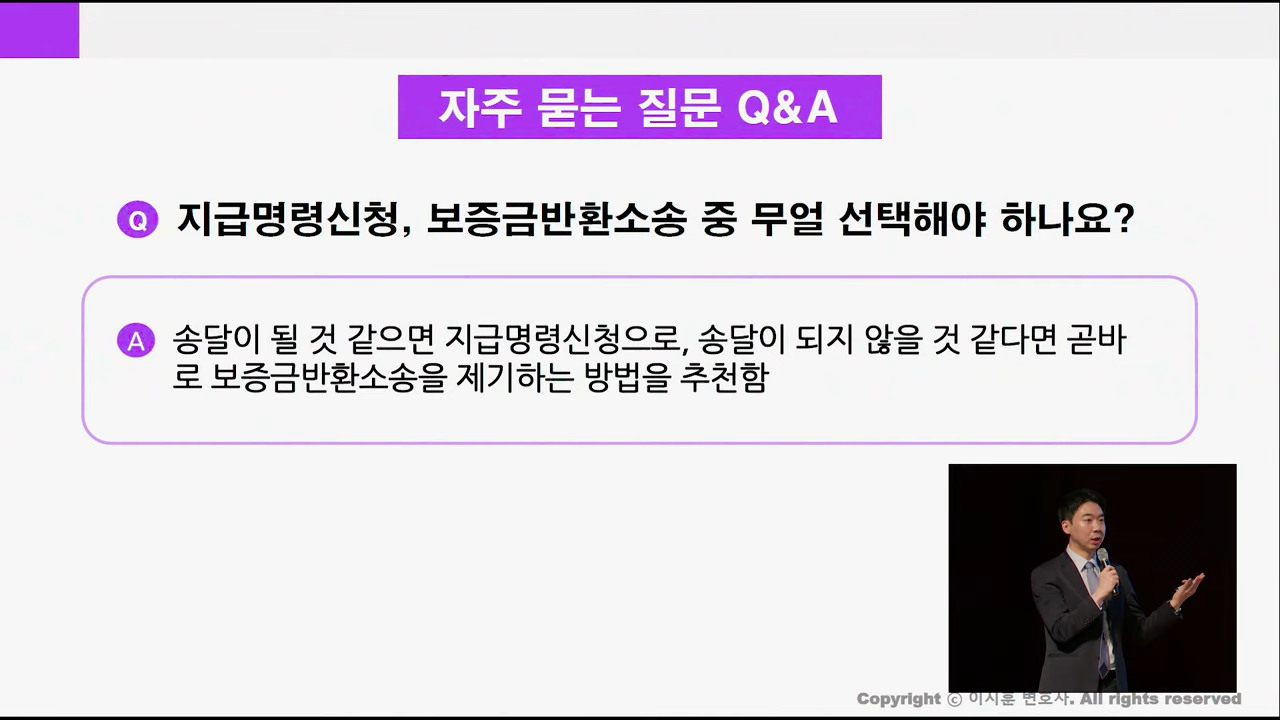 자주 묻는 질문 Q&A
Q 지급명령신청, 보증금반환소송 중 무얼 선택해야 하나요?
A 송달이 될 것 같으면 지급명령신청으로, 송달이 되지 않을 것 같다면 곧바
로 보증금반환소송을 제기하는 방법을 추천함
Copyright ⓒ 이시훈 변호사. All rights reserved